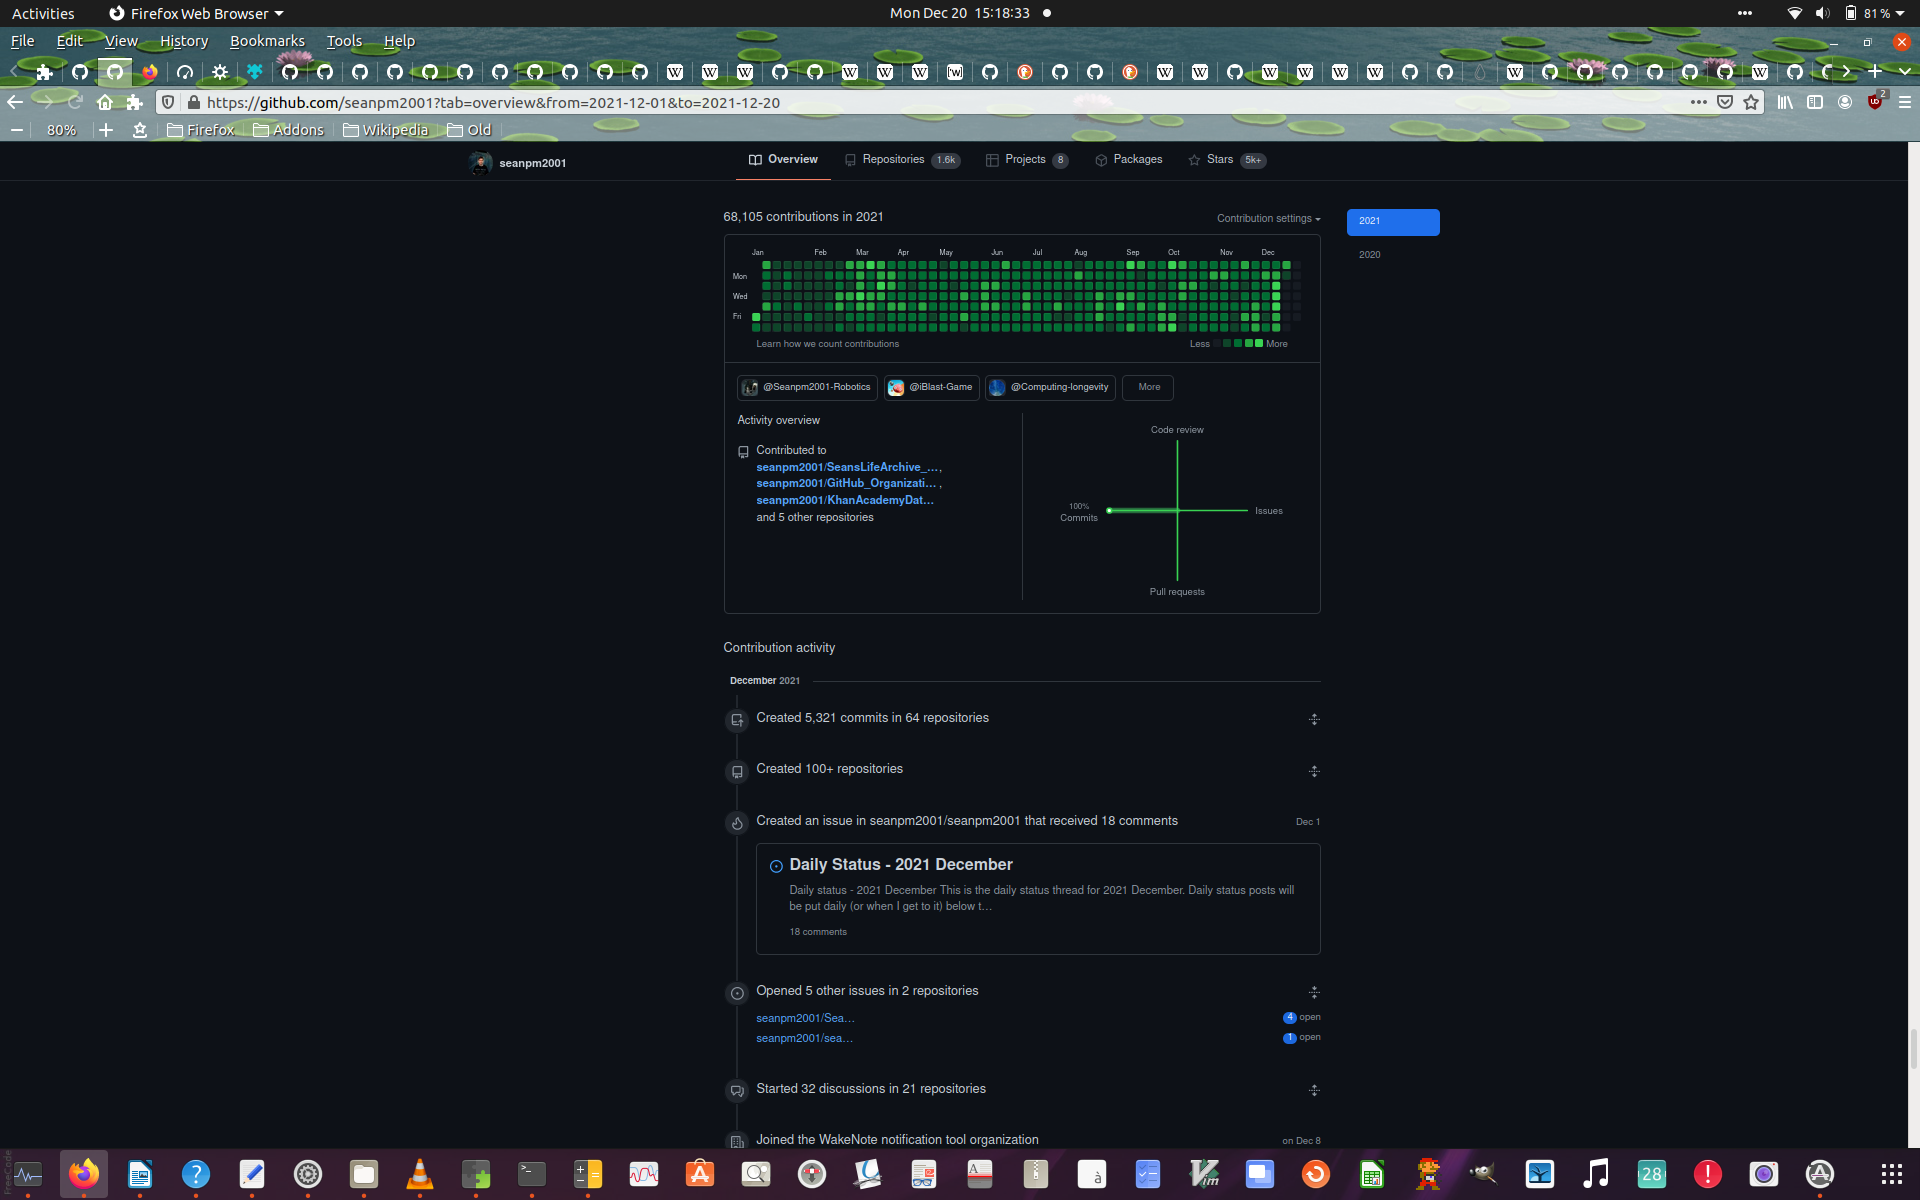 Activities
Firefox Web Browser
Mon Dec 20 15:18:33
81 %
File Edit View History Bookmarks Tools Help
https://github.com/seanpm2001?tab=overview&from=2021-12-01&to=2021-12-20
2
80%
Firefox
Addons
Wikipedia
Old
seanpm2001
Overview
Repositories 1.6k
Projects 8
Packages
Stars 5k+
68,105 contributions in 2021
Contribution settings
2021
2020
Jan Feb Mar Apr May Jun Jul Aug Sep Oct Nov Dec
Mon
Wed
Fri
Learn how we count contributions
Less More
@Seanpm2001-Robotics
@iBlast-Game
@Computing-longevity
More
Activity overview
Contributed to
seanpm2001/SeansLifeArchive_…,
seanpm2001/GitHub_Organizati… ,
seanpm2001/KhanAcademyDat…
and 5 other repositories
Code review
100%
Commits
Issues
Pull requests
Contribution activity
December 2021
Created 5,321 commits in 64 repositories
Created 100+ repositories
Created an issue in seanpm2001/seanpm2001 that received 18 comments
Dec 1
Daily Status - 2021 December
Daily status - 2021 December This is the daily status thread for 2021 December. Daily status posts will
be put daily (or when I get to it) below t…
18 comments
Opened 5 other issues in 2 repositories
seanpm2001/Sea…
4 open
seanpm2001/sea…
1 open
Started 32 discussions in 21 repositories
Joined the WakeNote notification tool organization
on Dec 8
28